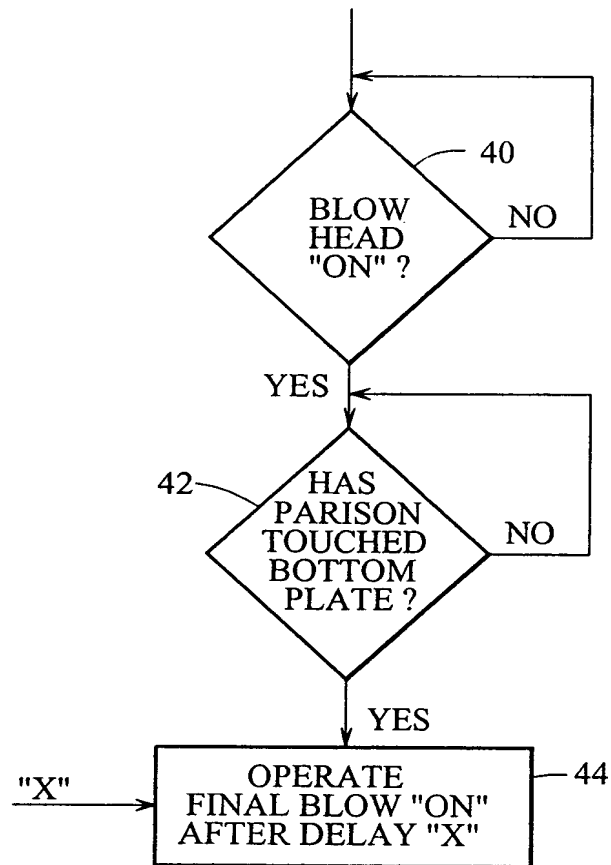 40
BLOW
HEAD
"ON" ?
NO
YES
42
HAS
PARISON
TOUCHED
BOTTOM
PLATE ?
NO
YES
"X"
OPERATE
FINAL BLOW "ON"
AFTER DELAY "X"
44